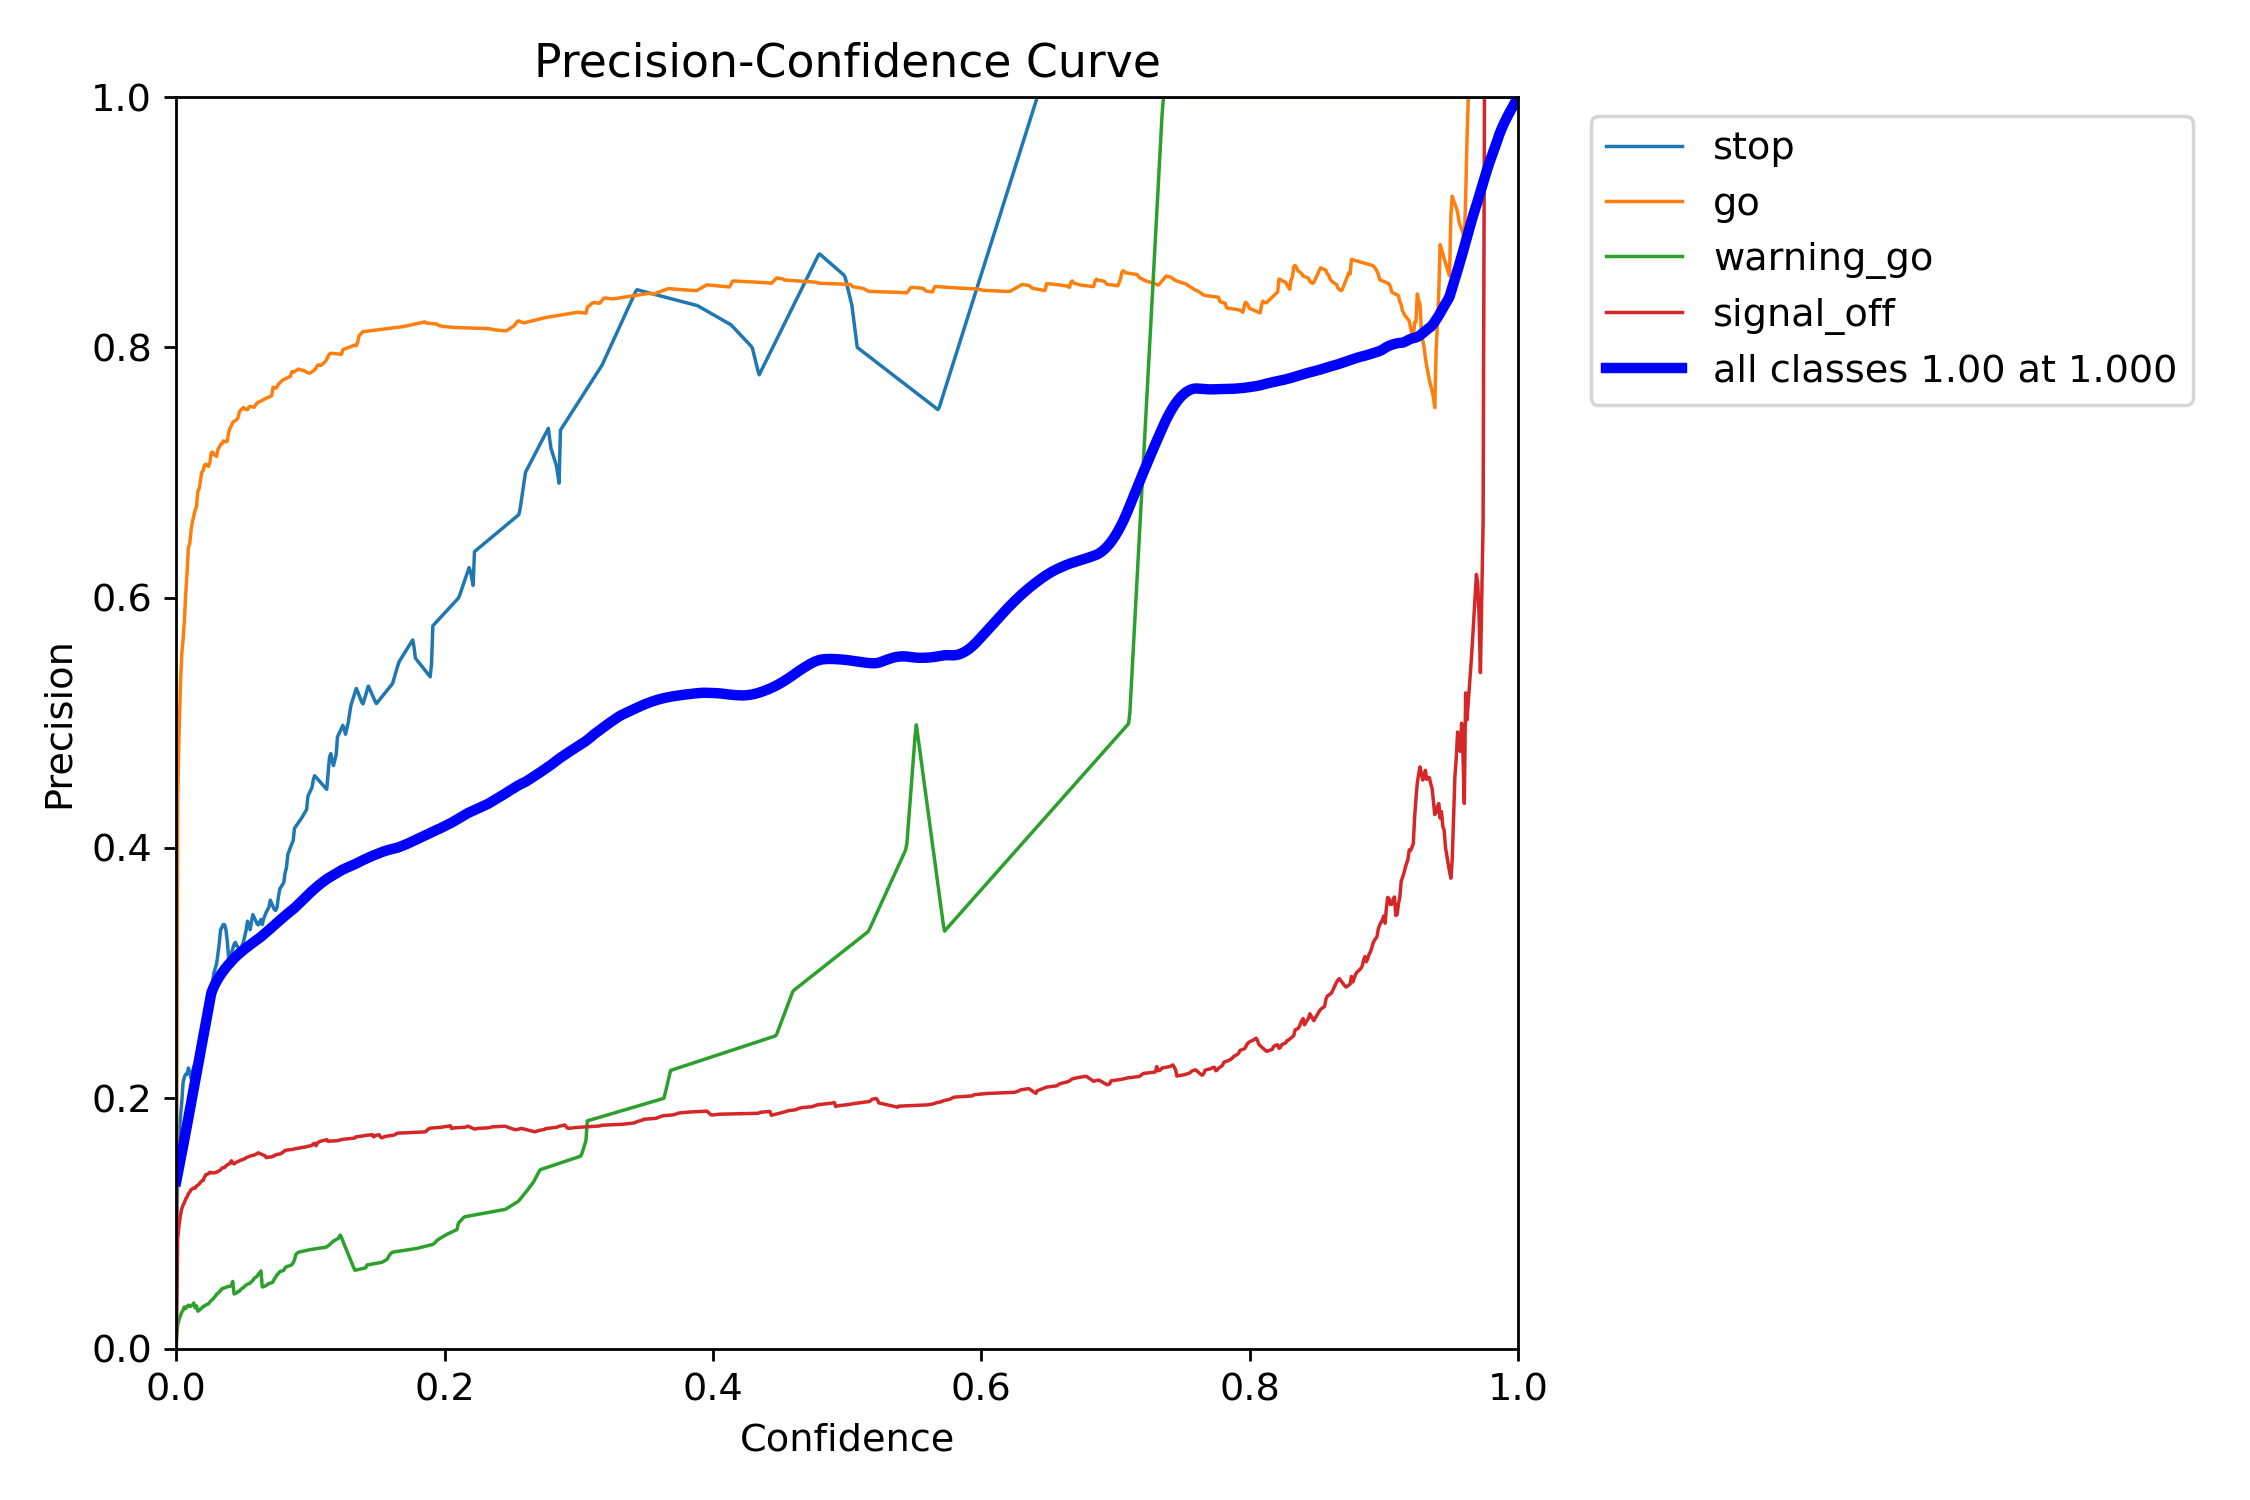 Precision-Confidence Curve
1.0
0.8
0.6
0.4
0.2
0.0
Precision
0.0 0.2 0.4 0.6 0.8 1.0
Confidence
stop
go
warning_go
signal_off
all classes 1.00 at 1.000